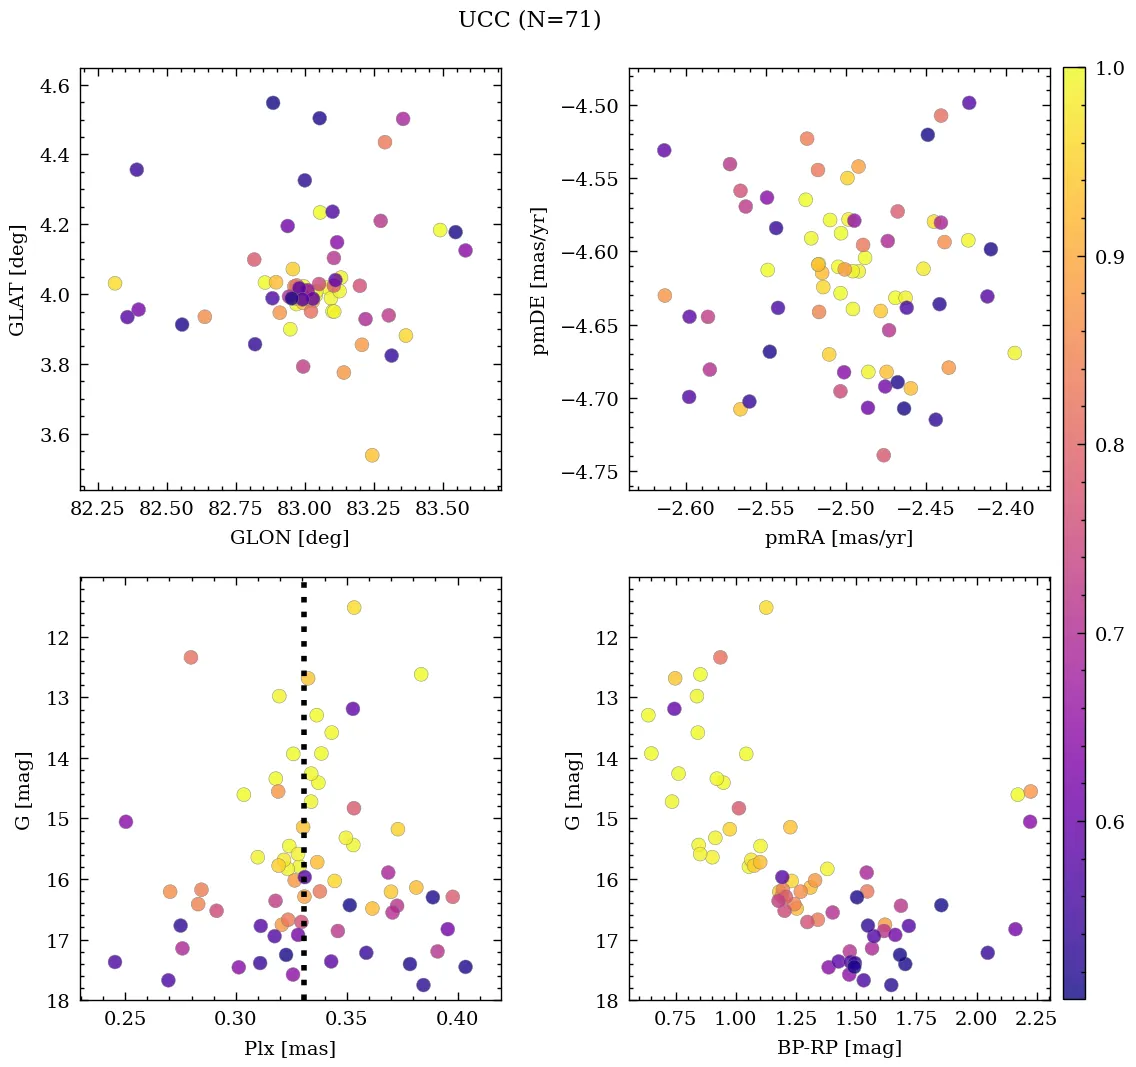 UCC (N=71)
4.6
4.4
4.2
4.0
3.8
3.6
GLAT [deg]
82.25 82.50 82.75 83.00 83.25 83.50
GLON [deg]
−4.50
−4.55
−4.60
−4.65
−4.70
−4.75
pmDE [mas/yr]
−2.60 −2.55 −2.50 −2.45 −2.40
pmRA [mas/yr]
12
13
14
15
16
17
18
G [mag]
0.25 0.30 0.35 0.40
Plx [mas]
12
13
14
15
16
17
18
G [mag]
0.75 1.00 1.25 1.50 1.75 2.00 2.25
BP-RP [mag]
1.0
0.9
0.8
0.7
0.6